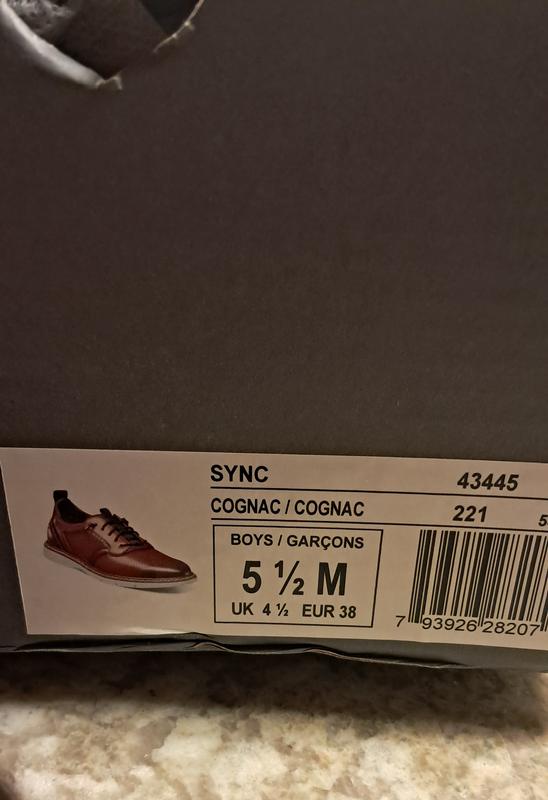 SYNC 43445
COGNAC / COGNAC 221 5
BOYS / GARÇONS
5 ½ M
UK 4 ½ EUR 38
7 93926 28207